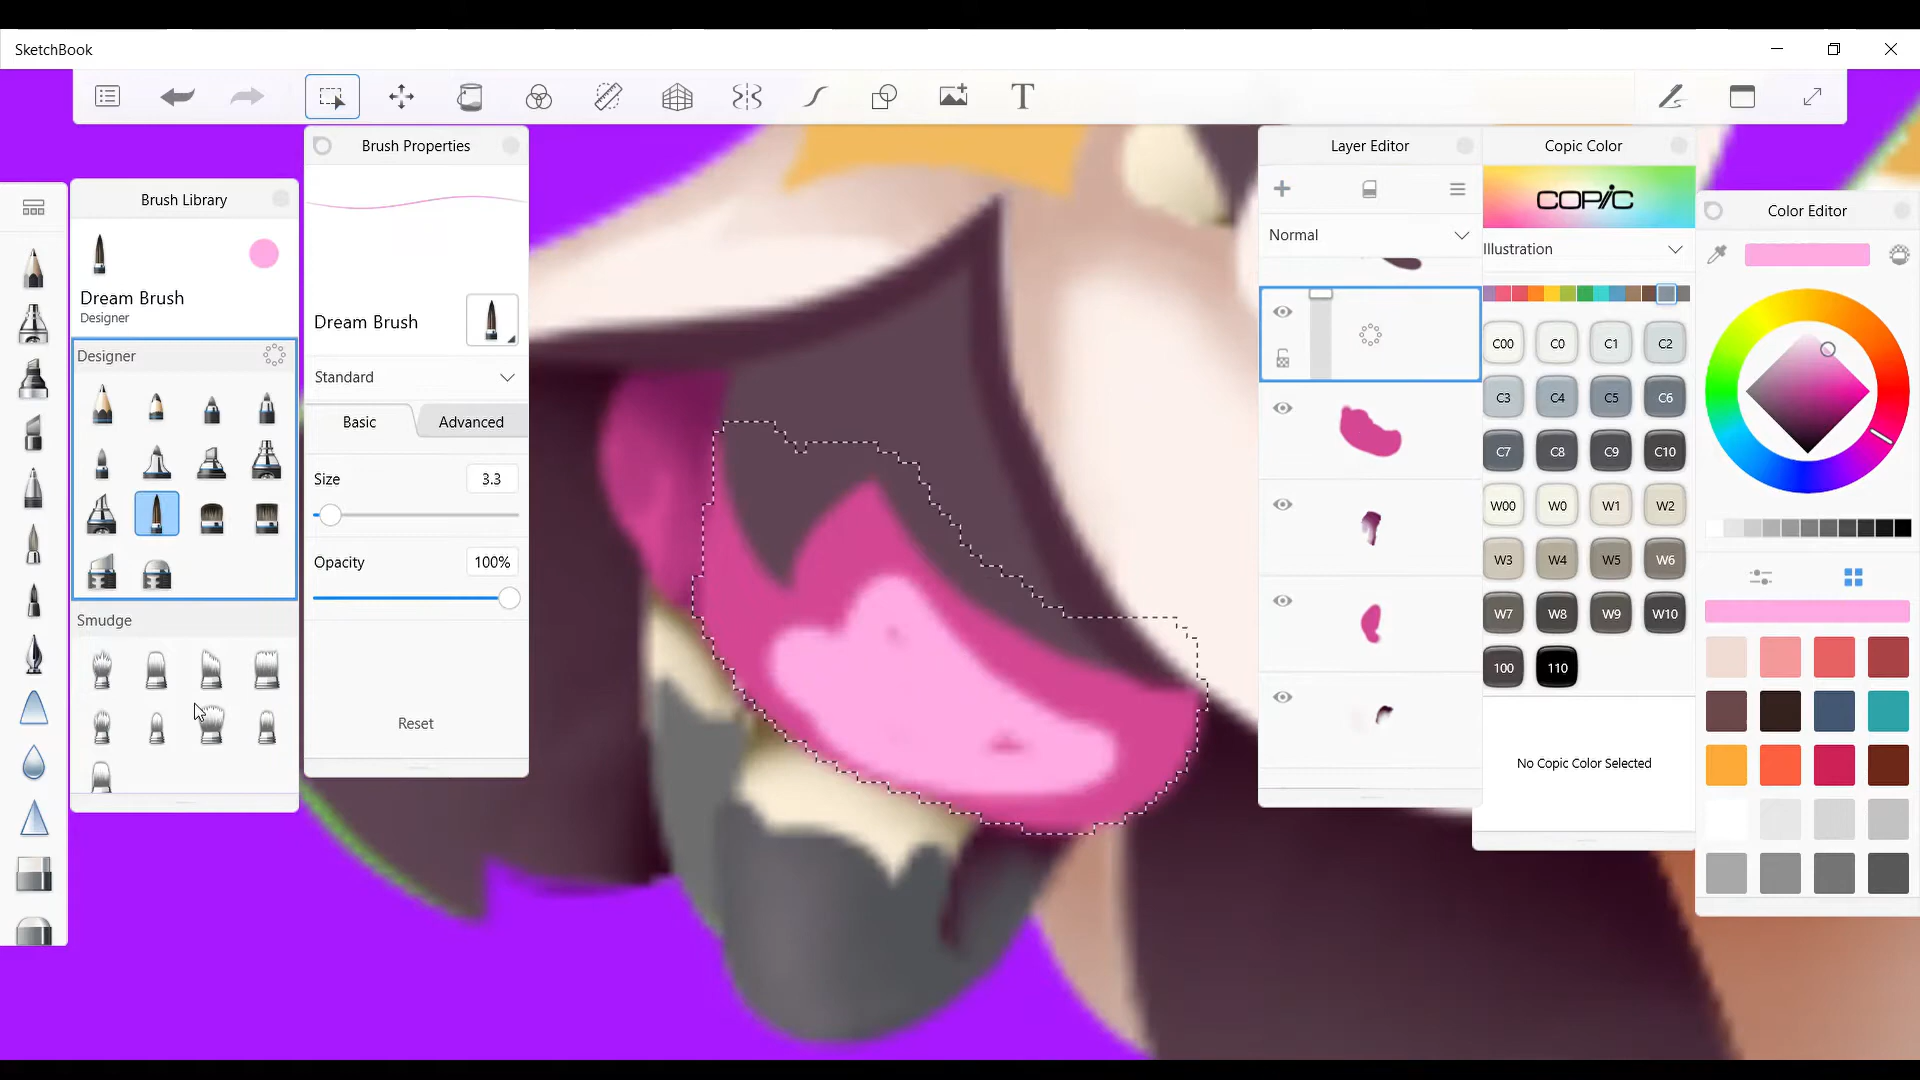 SketchBook
T
Brush Library
Dream Brush
Designer
Designer
Smudge
Brush Properties
Dream Brush
Standard
Basic
Advanced
Size
3.3
Opacity
100%
Reset
Layer Editor
Normal
Copic Color
COPIC
Illustration
C00 C0 C1 C2
C3 C4 C5 C6
C7 C8 C9 C10
W00 W0 W1 W2
W3 W4 W5 W6
W7 W8 W9 W10
100 110
No Copic Color Selected
Color Editor